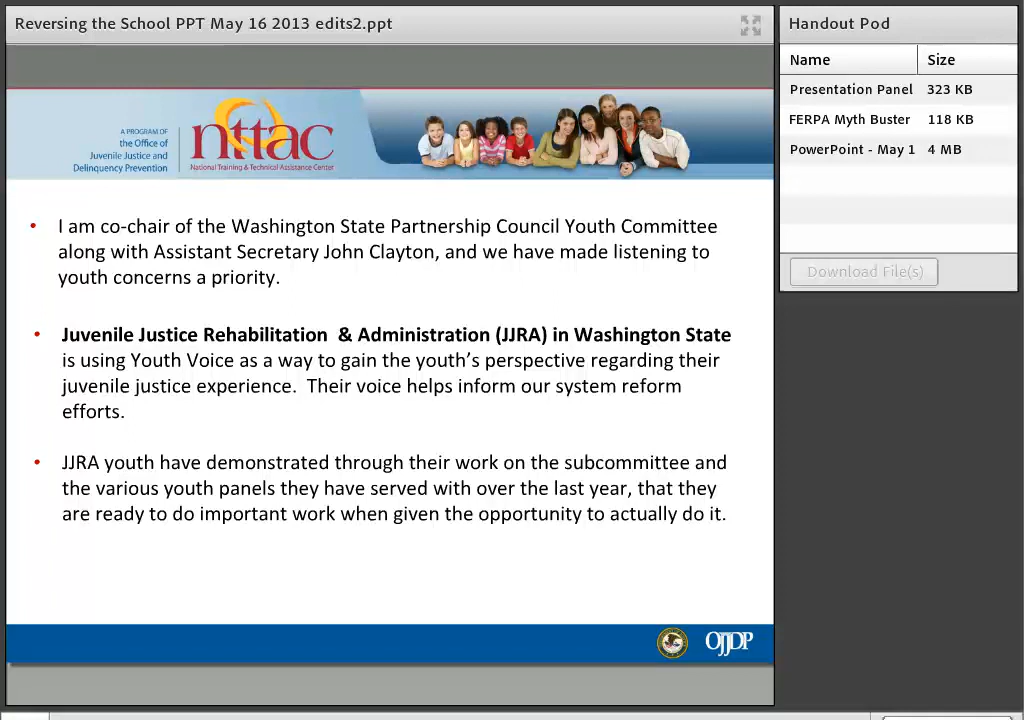 Reversing the School PPT May 16 2013 edits2.ppt
Handout Pod
Name Size
Presentation Panel 323 KB
FERPA Myth Buster 118 KB
PowerPoint - May 1 4 MB
Download File(s)
A PROGRAM OF
the Office of
Juvenile Justice and
Delinquency Prevention
nttac
National Training & Technical Assistance Center
• I am co-chair of the Washington State Partnership Council Youth Committee
along with Assistant Secretary John Clayton, and we have made listening to
youth concerns a priority.
• Juvenile Justice Rehabilitation & Administration (JJRA) in Washington State
is using Youth Voice as a way to gain the youth’s perspective regarding their
juvenile justice experience. Their voice helps inform our system reform
efforts.
• JJRA youth have demonstrated through their work on the subcommittee and
the various youth panels they have served with over the last year, that they
are ready to do important work when given the opportunity to actually do it.
OJJDP